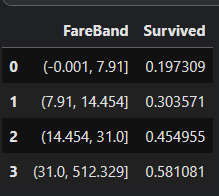 FareBand Survived
0 (-0.001, 7.91] 0.197309
1 (7.91, 14.454] 0.303571
2 (14.454, 31.0] 0.454955
3 (31.0, 512.329] 0.581081